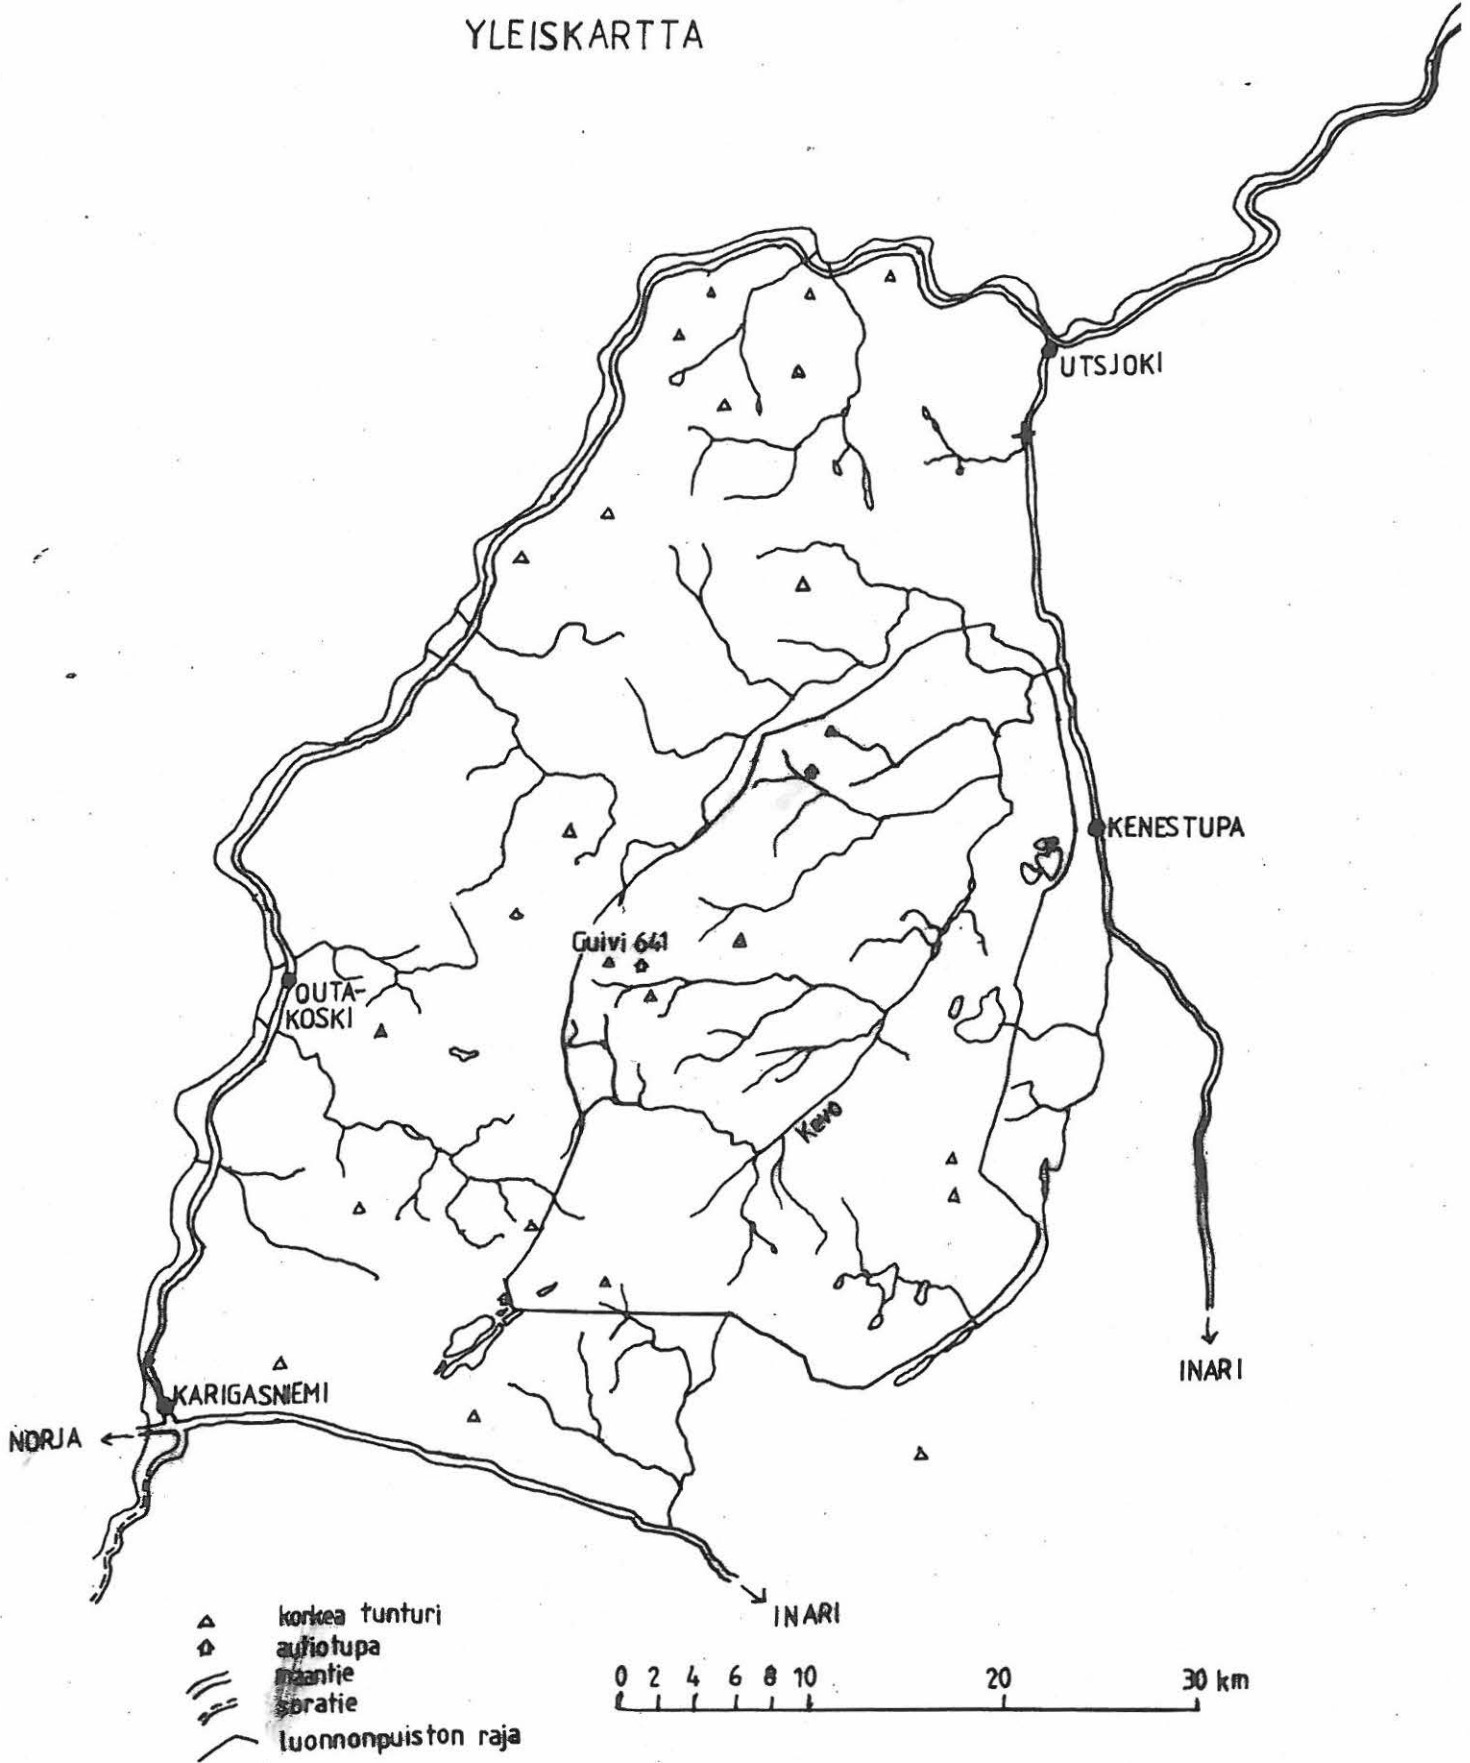 YLEISKARTTA
UTSJOKI
KENESTUPA
Guivi 641
OUTA-
KOSKI
Kevo
INARI
KARIGASNIEMI
NORJA
INARI
korkea tunturi
autiotupa
maantie
soratie
luonnonpuiston raja
0 2 4 6 8 10 20 30 km